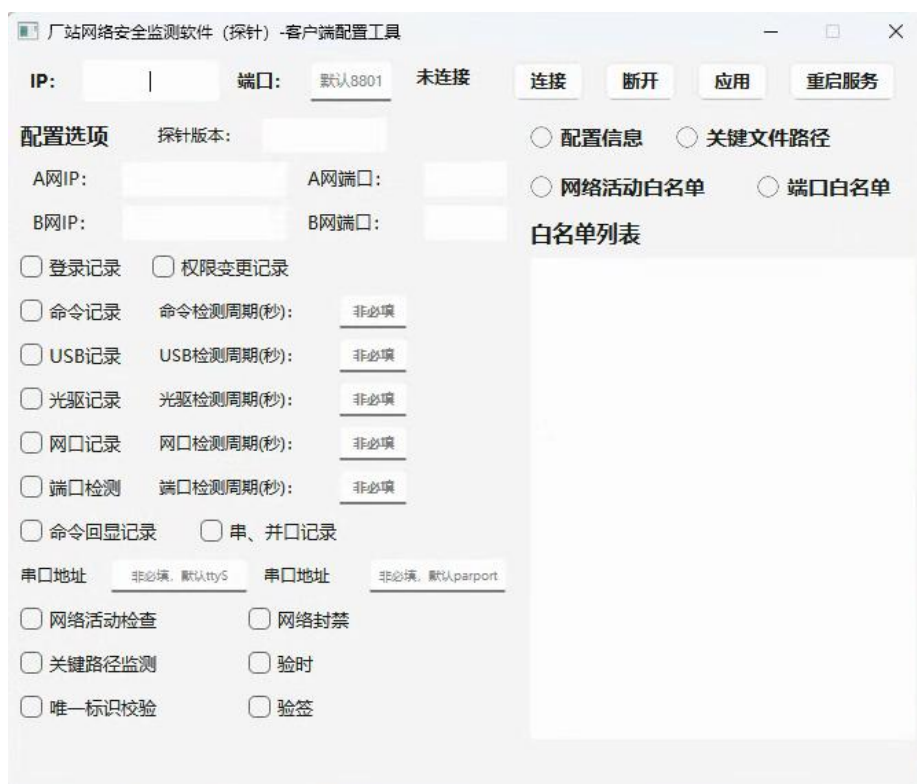 厂站网络安全监测软件（探针）-客户端配置工具
IP: 端口: 默认8801 未连接 连接 断开 应用 重启服务
配置选项 探针版本:
配置信息 关键文件路径
A网IP: A网端口:
网络活动白名单 端口白名单
B网IP: B网端口:
白名单列表
登录记录 权限变更记录
命令记录 命令检测周期(秒): 非必填
USB记录 USB检测周期(秒): 非必填
光驱记录 光驱检测周期(秒): 非必填
网口记录 网口检测周期(秒): 非必填
端口检测 端口检测周期(秒): 非必填
命令回显记录 串、并口记录
串口地址 非必填, 默认ttyS 串口地址 非必填, 默认parport
网络活动检查 网络封禁
关键路径监测 验时
唯一标识校验 验签